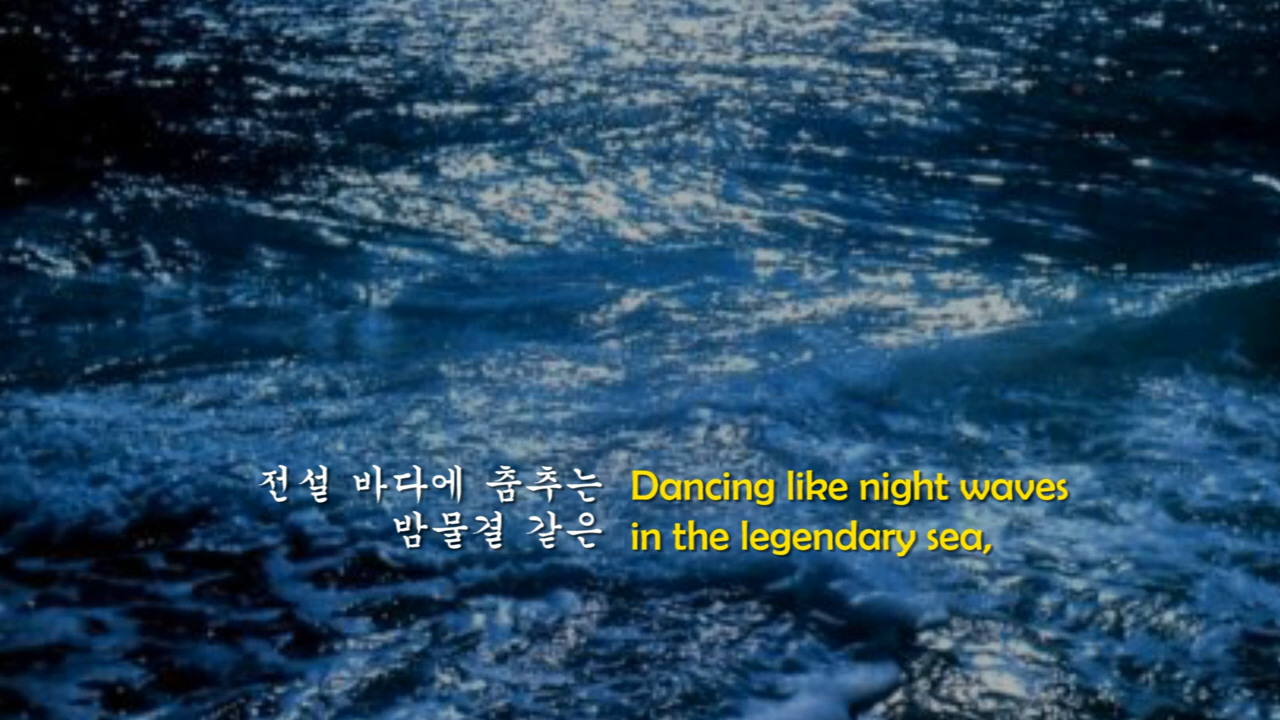 전설 바다에 춤추는
밤물결 같은
Dancing like night waves
in the legendary sea,